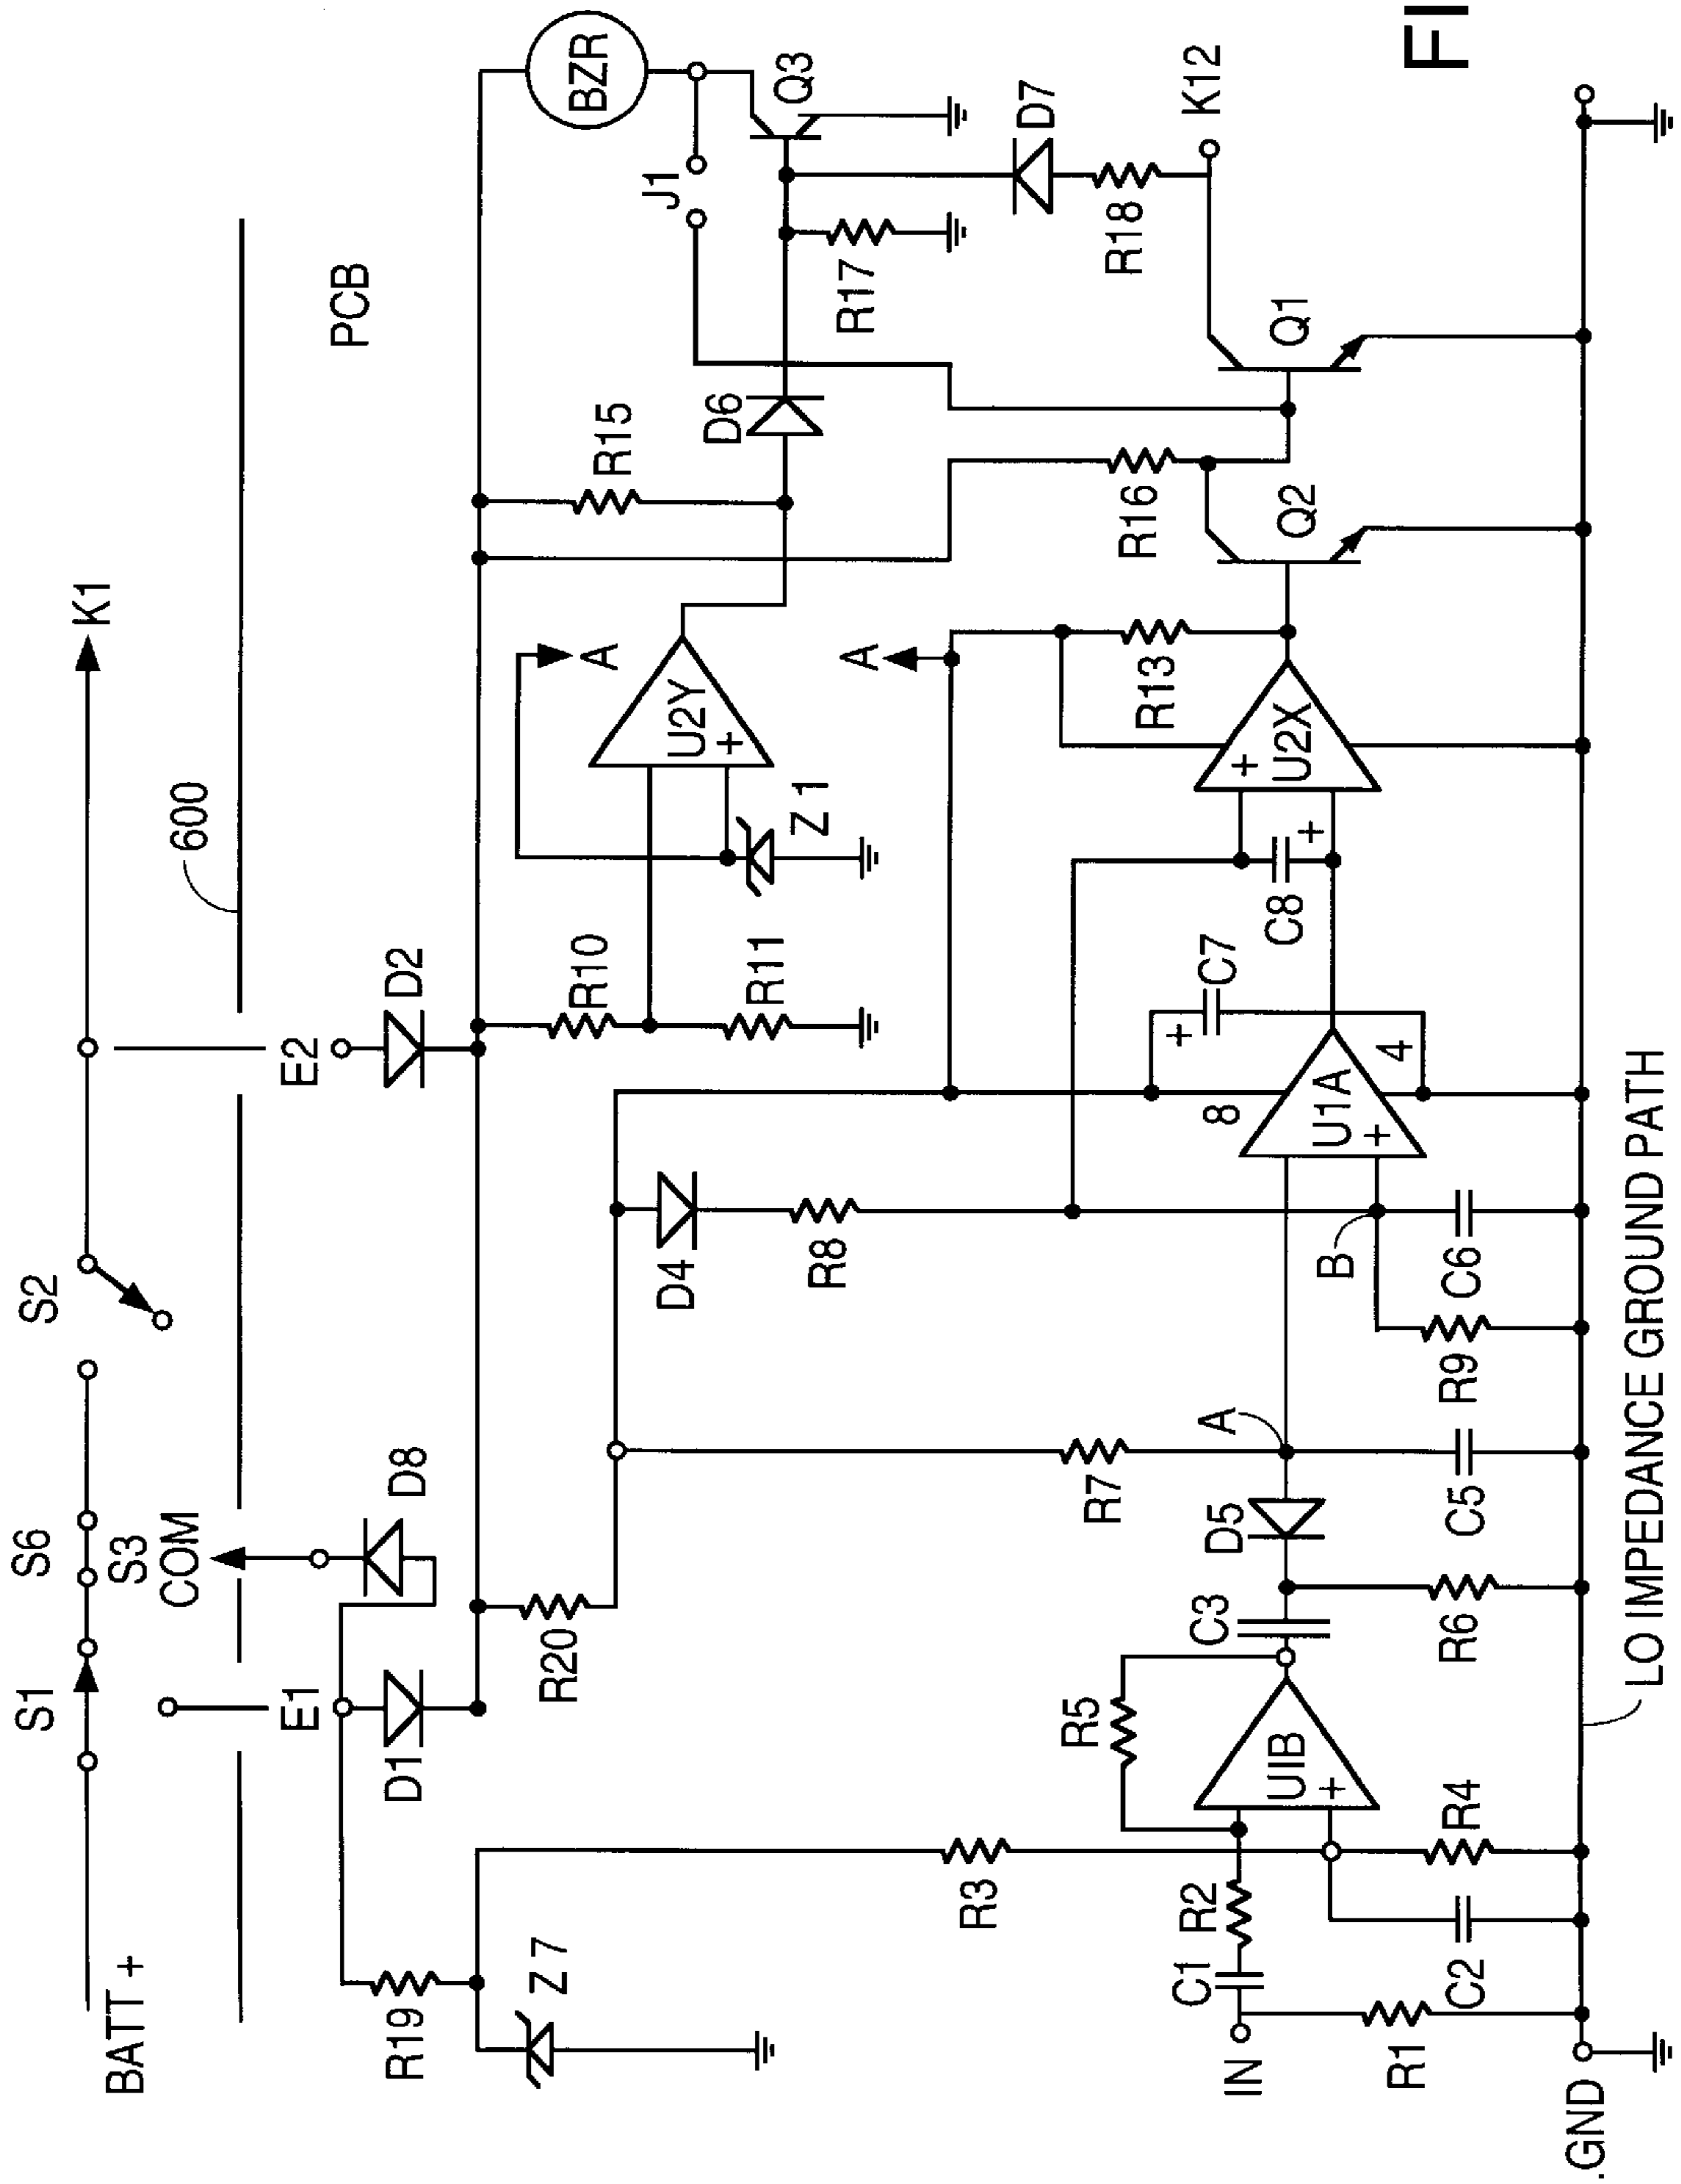 BATT +
S1
S6
S2
K1
S3
COM
600
PCB
E1
E2
D8
D1
D2
R19
Z 7
R20
R10
R11
R15
BZR
J1
Q3
D6
R17
D7
R18
K12
U2Y
+
Z 1
A
A
D4
R8
R3
R7
R5
C3
D5
A
B
8
4
U1A
+
+
C7
C8
+
+
U2X
R13
R16
Q2
Q1
IN
C1
R2
UIB
+
R1
C2
R4
R6
C5
R9
C6
.GND
LO IMPEDANCE GROUND PATH
FI